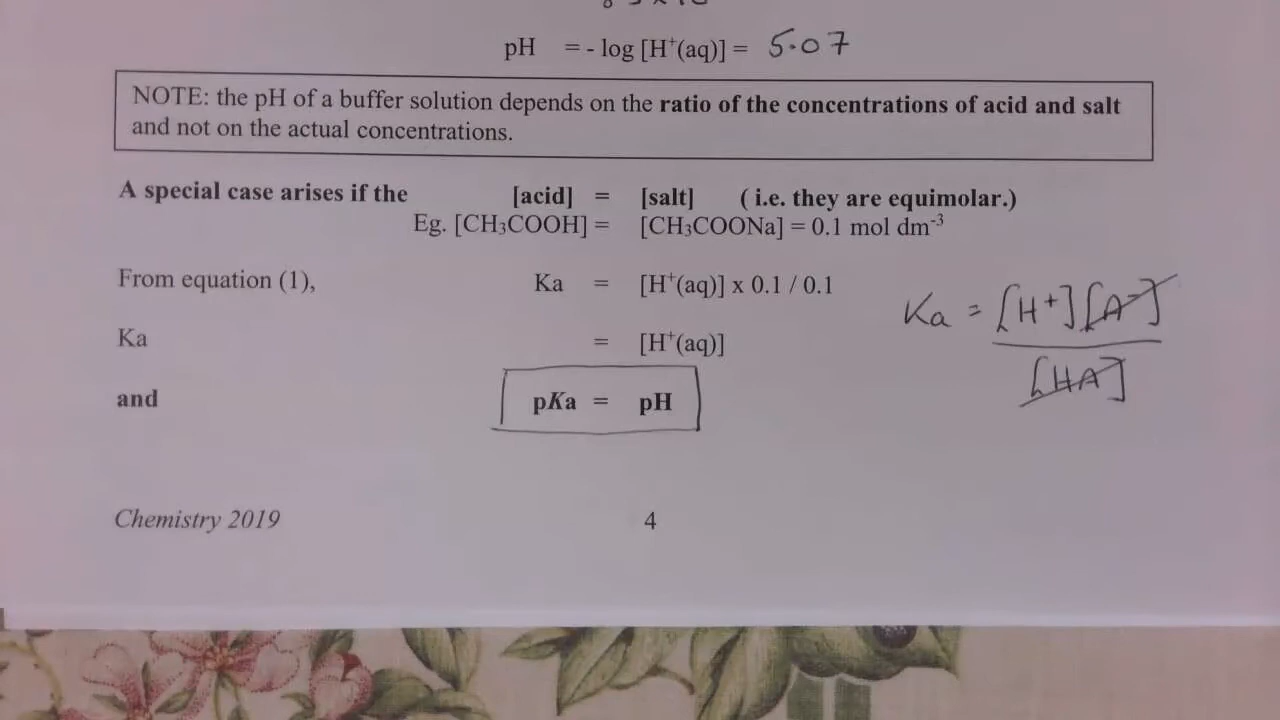 pH = - log [H⁺(aq)] = 5.07
NOTE: the pH of a buffer solution depends on the ratio of the concentrations of acid and salt
and not on the actual concentrations.
A special case arises if the [acid] = [salt] ( i.e. they are equimolar.)
Eg. [CH₃COOH] = [CH₃COONa] = 0.1 mol dm⁻³
From equation (1), Ka = [H⁺(aq)] x 0.1 / 0.1
Ka = [H⁺][A⁻]
[HA]
Ka = [H⁺(aq)]
and pKa = pH
Chemistry 2019 4